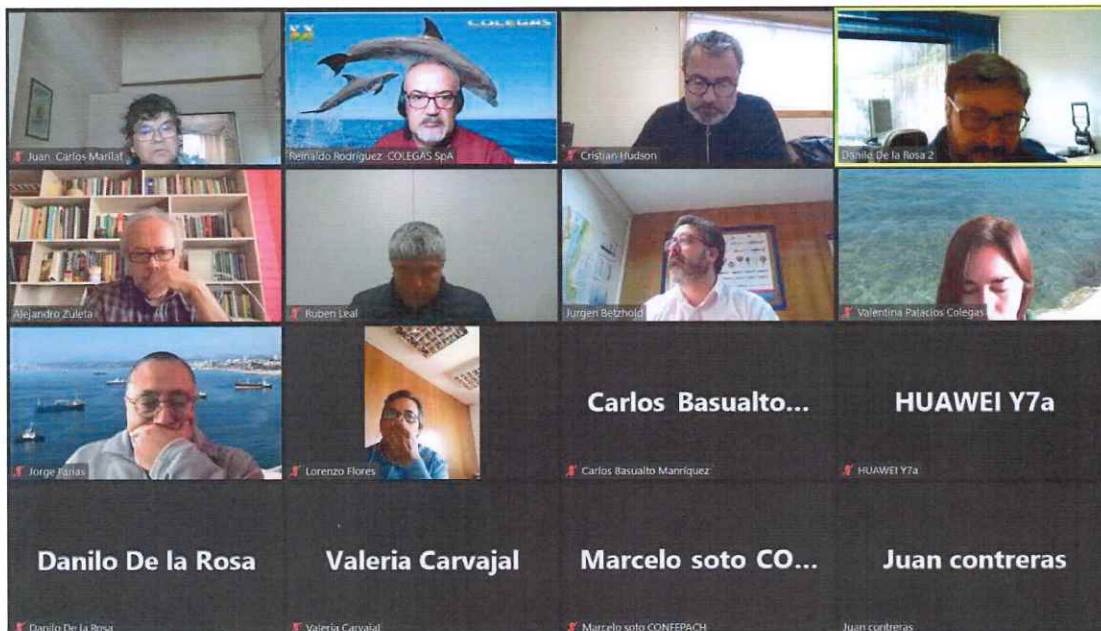 COLEGAS
Juan Carlos Marilaf
Reinaldo Rodríguez COLEGAS SpA
Cristian Hudson
Danilo De la Rosa 2
Alejandro Zuleta
Ruben Leal
Jurgen Betzhold
Valentina Palacios Colegas
Jorge Farias
Lorenzo Flores
Carlos Basualto...
Carlos Basualto Manríquez
HUAWEI Y7a
HUAWEI Y7a
Danilo De la Rosa
Danilo De la Rosa
Valeria Carvajal
Valeria Carvajal
Marcelo soto CO...
Marcelo soto CONFEPACH
Juan contreras
Juan contreras